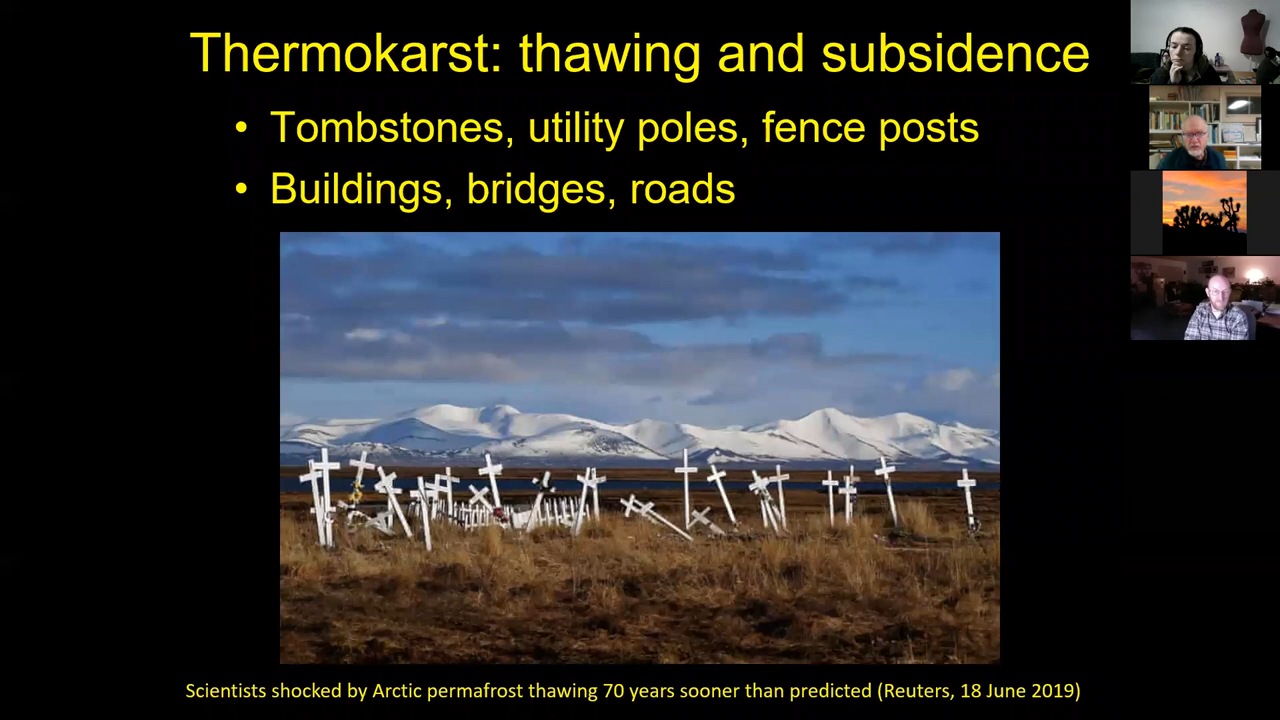 Thermokarst: thawing and subsidence
• Tombstones, utility poles, fence posts
• Buildings, bridges, roads
Scientists shocked by Arctic permafrost thawing 70 years sooner than predicted (Reuters, 18 June 2019)